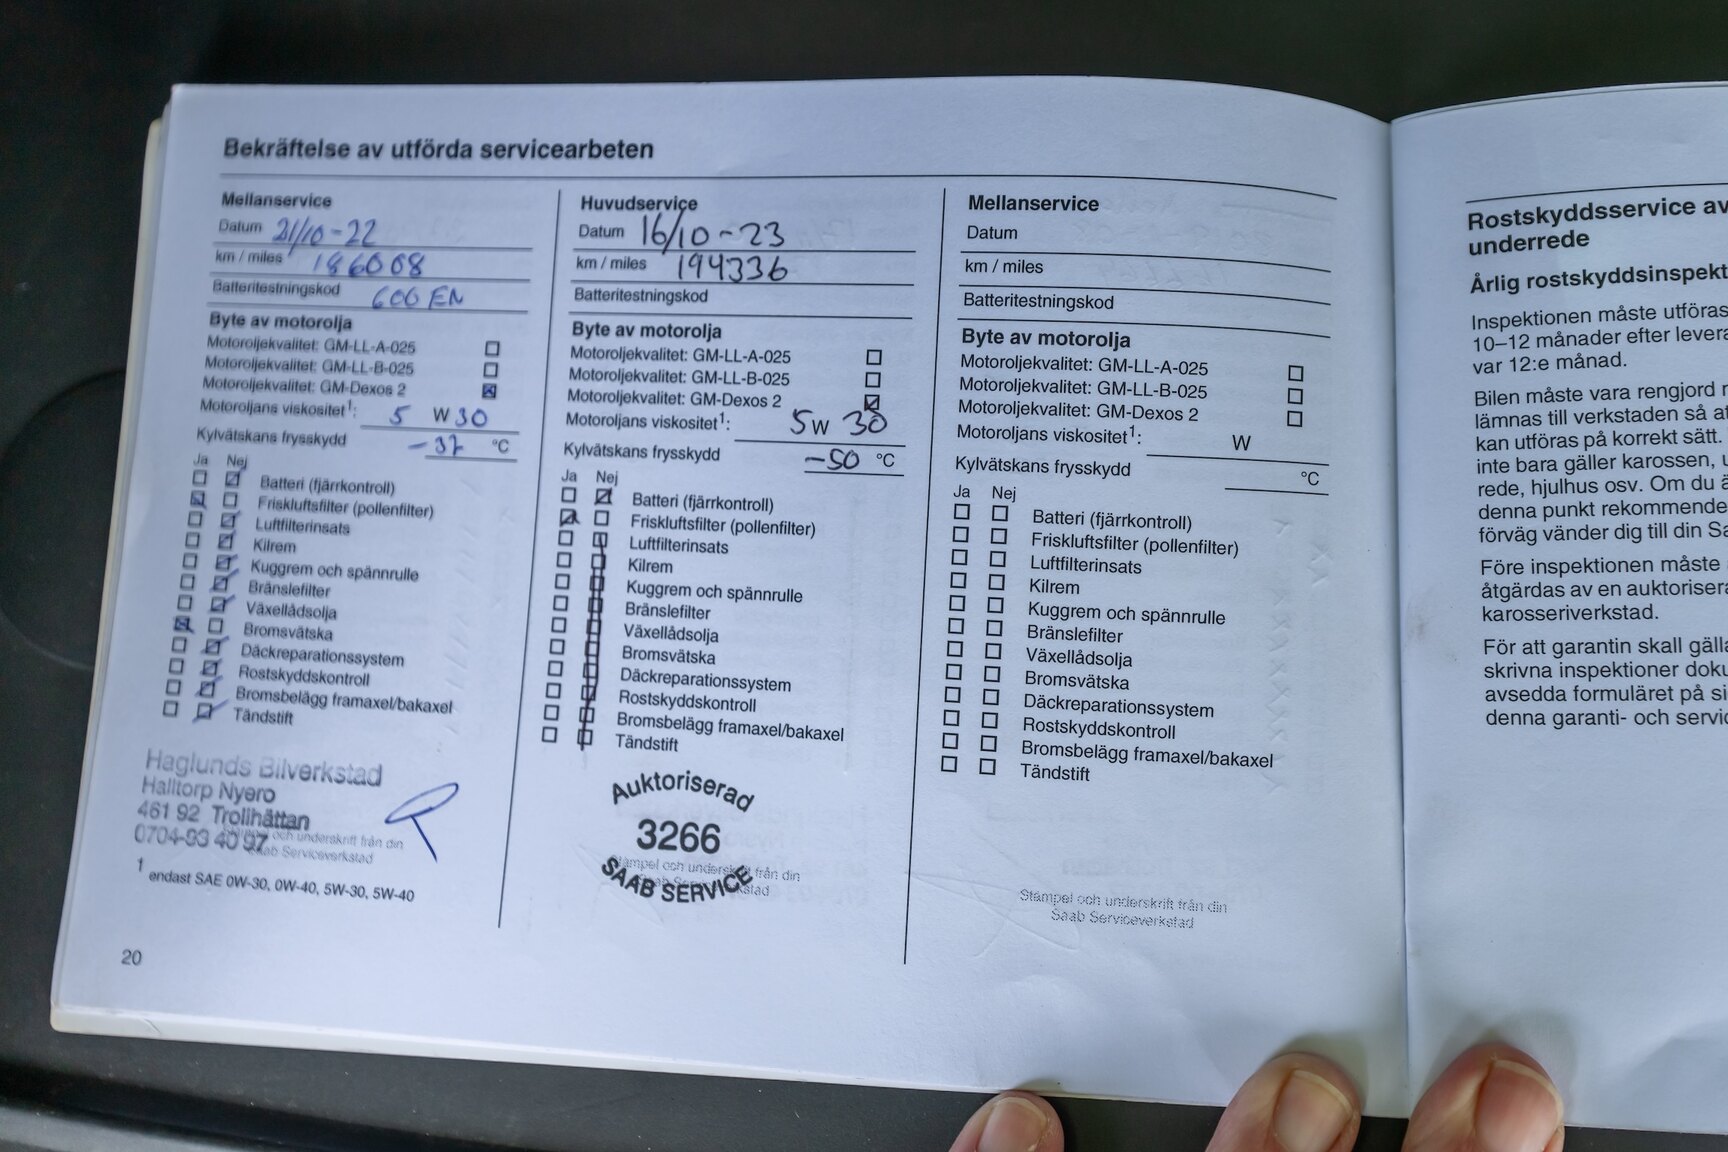 Bekräftelse av utförda servicearbeten
Mellanservice
Datum 21/10-22
km / miles 186008
Batteritestningskod 606 EN
Byte av motorolja
Motoroljekvalitet: GM-LL-A-025
Motoroljekvalitet: GM-LL-B-025
Motoroljekvalitet: GM-Dexos 2
Motoroljans viskositet1: 5 W 30
Kylvätskans frysskydd -37 °C
Ja Nej
Batteri (fjärrkontroll)
Friskluftsfilter (pollenfilter)
Luftfilterinsats
Kilrem
Kuggrem och spännrulle
Bränslefilter
Växellådsolja
Bromsvätska
Däckreparationssystem
Rostskyddskontroll
Bromsbelägg framaxel/bakaxel
Tändstift
Haglunds Bilverkstad
Halltorp Nyero
461 92 Trollhättan
0704-93 40 97
och underskrift från din
Saab Serviceverkstad
1 endast SAE 0W-30, 0W-40, 5W-30, 5W-40
20
Huvudservice
Datum 16/10-23
km / miles 194336
Batteritestningskod
Byte av motorolja
Motoroljekvalitet: GM-LL-A-025
Motoroljekvalitet: GM-LL-B-025
Motoroljekvalitet: GM-Dexos 2
Motoroljans viskositet1: 5 W 30
Kylvätskans frysskydd -50 °C
Ja Nej
Batteri (fjärrkontroll)
Friskluftsfilter (pollenfilter)
Luftfilterinsats
Kilrem
Kuggrem och spännrulle
Bränslefilter
Växellådsolja
Bromsvätska
Däckreparationssystem
Rostskyddskontroll
Bromsbelägg framaxel/bakaxel
Tändstift
Auktoriserad
3266
SAAB SERVICE
Stämpel och underskrift från din
Mellanservice
Datum
km / miles
Batteritestningskod
Byte av motorolja
Motoroljekvalitet: GM-LL-A-025
Motoroljekvalitet: GM-LL-B-025
Motoroljekvalitet: GM-Dexos 2
Motoroljans viskositet1: W
Kylvätskans frysskydd °C
Ja Nej
Batteri (fjärrkontroll)
Friskluftsfilter (pollenfilter)
Luftfilterinsats
Kilrem
Kuggrem och spännrulle
Bränslefilter
Växellådsolja
Bromsvätska
Däckreparationssystem
Rostskyddskontroll
Bromsbelägg framaxel/bakaxel
Tändstift
Stämpel och underskrift från din
Saab Serviceverkstad
Rostskyddsservice av
underrede
Årlig rostskyddsinspekt
Inspektionen måste utföras
10–12 månader efter levera
var 12:e månad.
Bilen måste vara rengjord
lämnas till verkstaden så at
kan utföras på korrekt sätt.
inte bara gäller karossen, u
rede, hjulhus osv. Om du ä
denna punkt rekommende
förväg vänder dig till din Sa
Före inspektionen måste
åtgärdas av en auktorisera
karosseriverkstad.
För att garantin skall gälla
skrivna inspektioner doku
avsedda formuläret på si
denna garanti- och servic